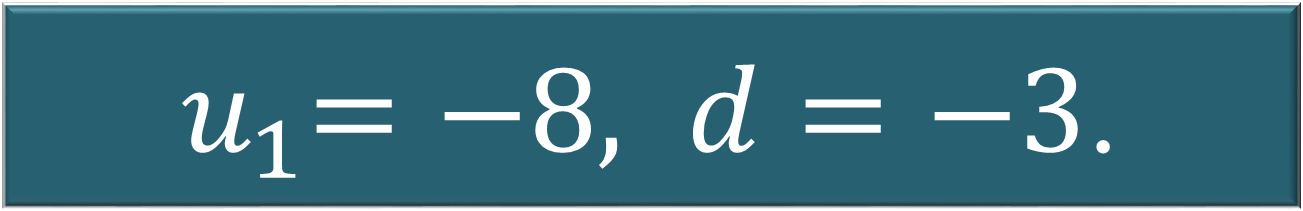 u₁= −8, d = −3.